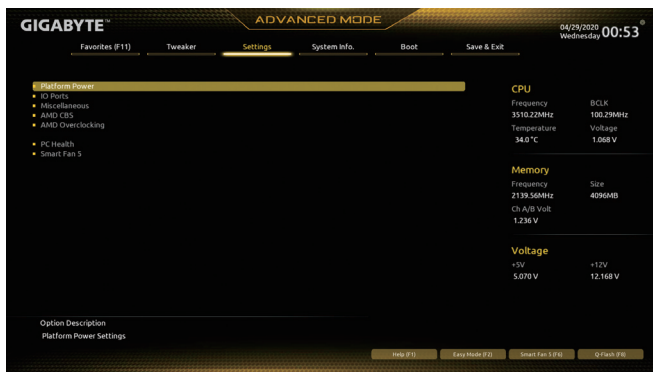 GIGABYTE™
ADVANCED MODE
04/29/2020
Wednesday
00:53
Favorites (F11) Tweaker Settings System Info. Boot Save & Exit
Platform Power
IO Ports
Miscellaneous
AMD CBS
AMD Overclocking
PC Health
Smart Fan 5
CPU
Frequency BCLK
3510.22MHz 100.29MHz
Temperature Voltage
34.0 °C 1.068 V
Memory
Frequency Size
2139.56MHz 4096MB
Ch A/B Volt
1.236 V
Voltage
+5V +12V
5.070 V 12.168 V
Option Description
Platform Power Settings
Help (F1) Easy Mode (F2) Smart Fan 5 (F6) Q-Flash (F8)